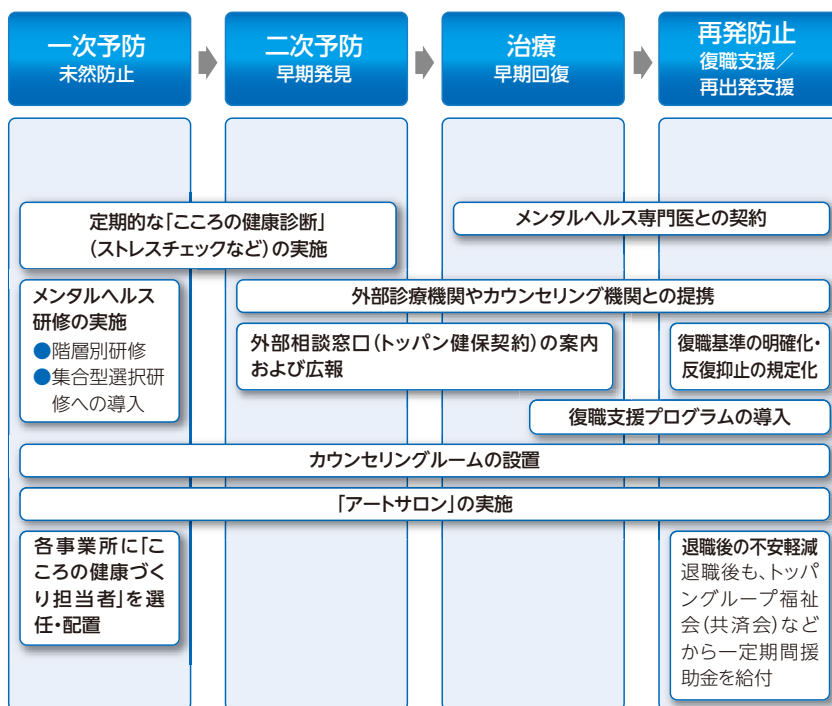 一次予防
未然防止
二次予防
早期発見
治療
早期回復
再発防止
復職支援／
再出発支援
定期的な「こころの健康診断」
（ストレスチェックなど）の実施
メンタルヘルス専門医との契約
メンタルヘルス
研修の実施
●階層別研修
●集合型選択研
修への導入
外部診療機関やカウンセリング機関との提携
外部相談窓口（トッパン健保契約）の案内
および広報
復職基準の明確化・
反復抑止の規定化
復職支援プログラムの導入
カウンセリングルームの設置
「アートサロン」の実施
各事業所に「こ
ころの健康づく
り担当者」を選
任・配置
退職後の不安軽減
退職後も、トッパ
ングループ福祉
会（共済会）など
から一定期間援
助金を給付